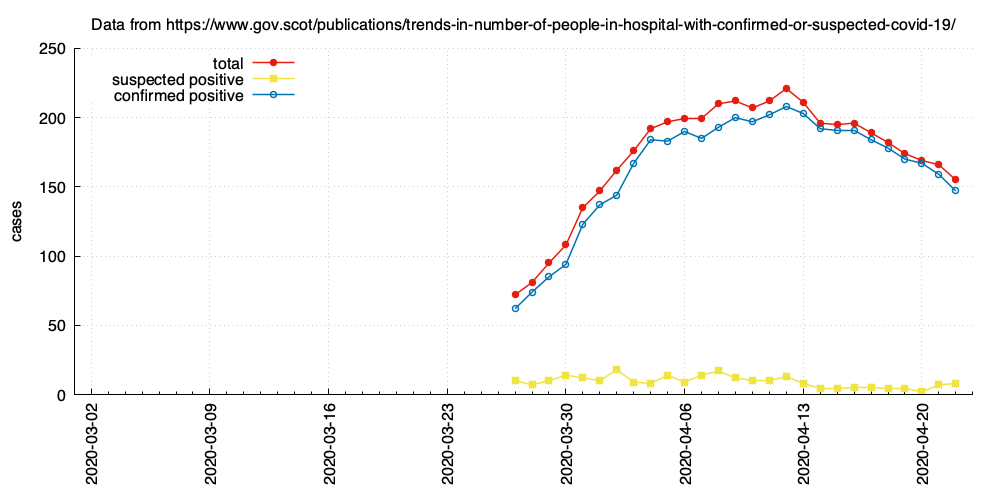 Data from https://www.gov.scot/publications/trends-in-number-of-people-in-hospital-with-confirmed-or-suspected-covid-19/
250
200
150
100
50
0
cases
total
suspected positive
confirmed positive
2020-03-02
2020-03-09
2020-03-16
2020-03-23
2020-03-30
2020-04-06
2020-04-13
2020-04-20